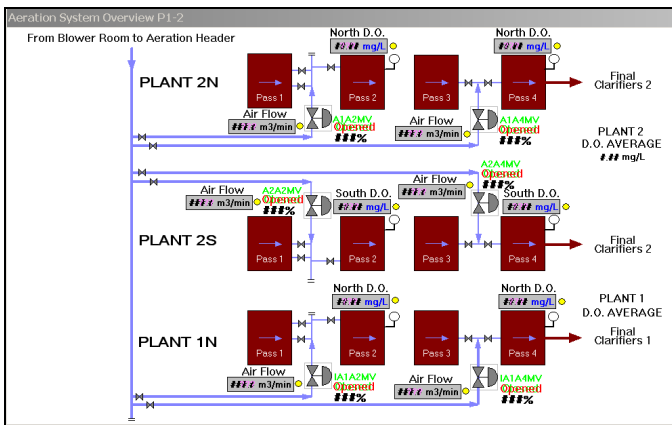 Aeration System Overview P1-2
From Blower Room to Aeration Header
North D.O.
##.## mg/L
North D.O.
##.## mg/L
PLANT 2N
Pass 1
Pass 2
Pass 3
Pass 4
Final
Clarifiers 2
Air Flow
###.# m3/min
A1A2MV
Opened
###%
Air Flow
###.# m3/min
A1A4MV
Opened
###%
PLANT 2
D.O. AVERAGE
#.## mg/L
A2A2MV
Opened
###%
Air Flow
###.# m3/min
South D.O.
##.## mg/L
Air Flow
###.# m3/min
A2A4MV
Opened
###%
South D.O.
##.## mg/L
PLANT 2S
Pass 1
Pass 2
Pass 3
Pass 4
Final
Clarifiers 2
North D.O.
##.## mg/L
North D.O.
##.## mg/L
PLANT 1
D.O. AVERAGE
PLANT 1N
Pass 1
Pass 2
Pass 3
Pass 4
Final
Clarifiers 1
Air Flow
###.# m3/min
IA1A2MV
Opened
###%
Air Flow
###.# m3/min
IA1A4MV
Opened
###%